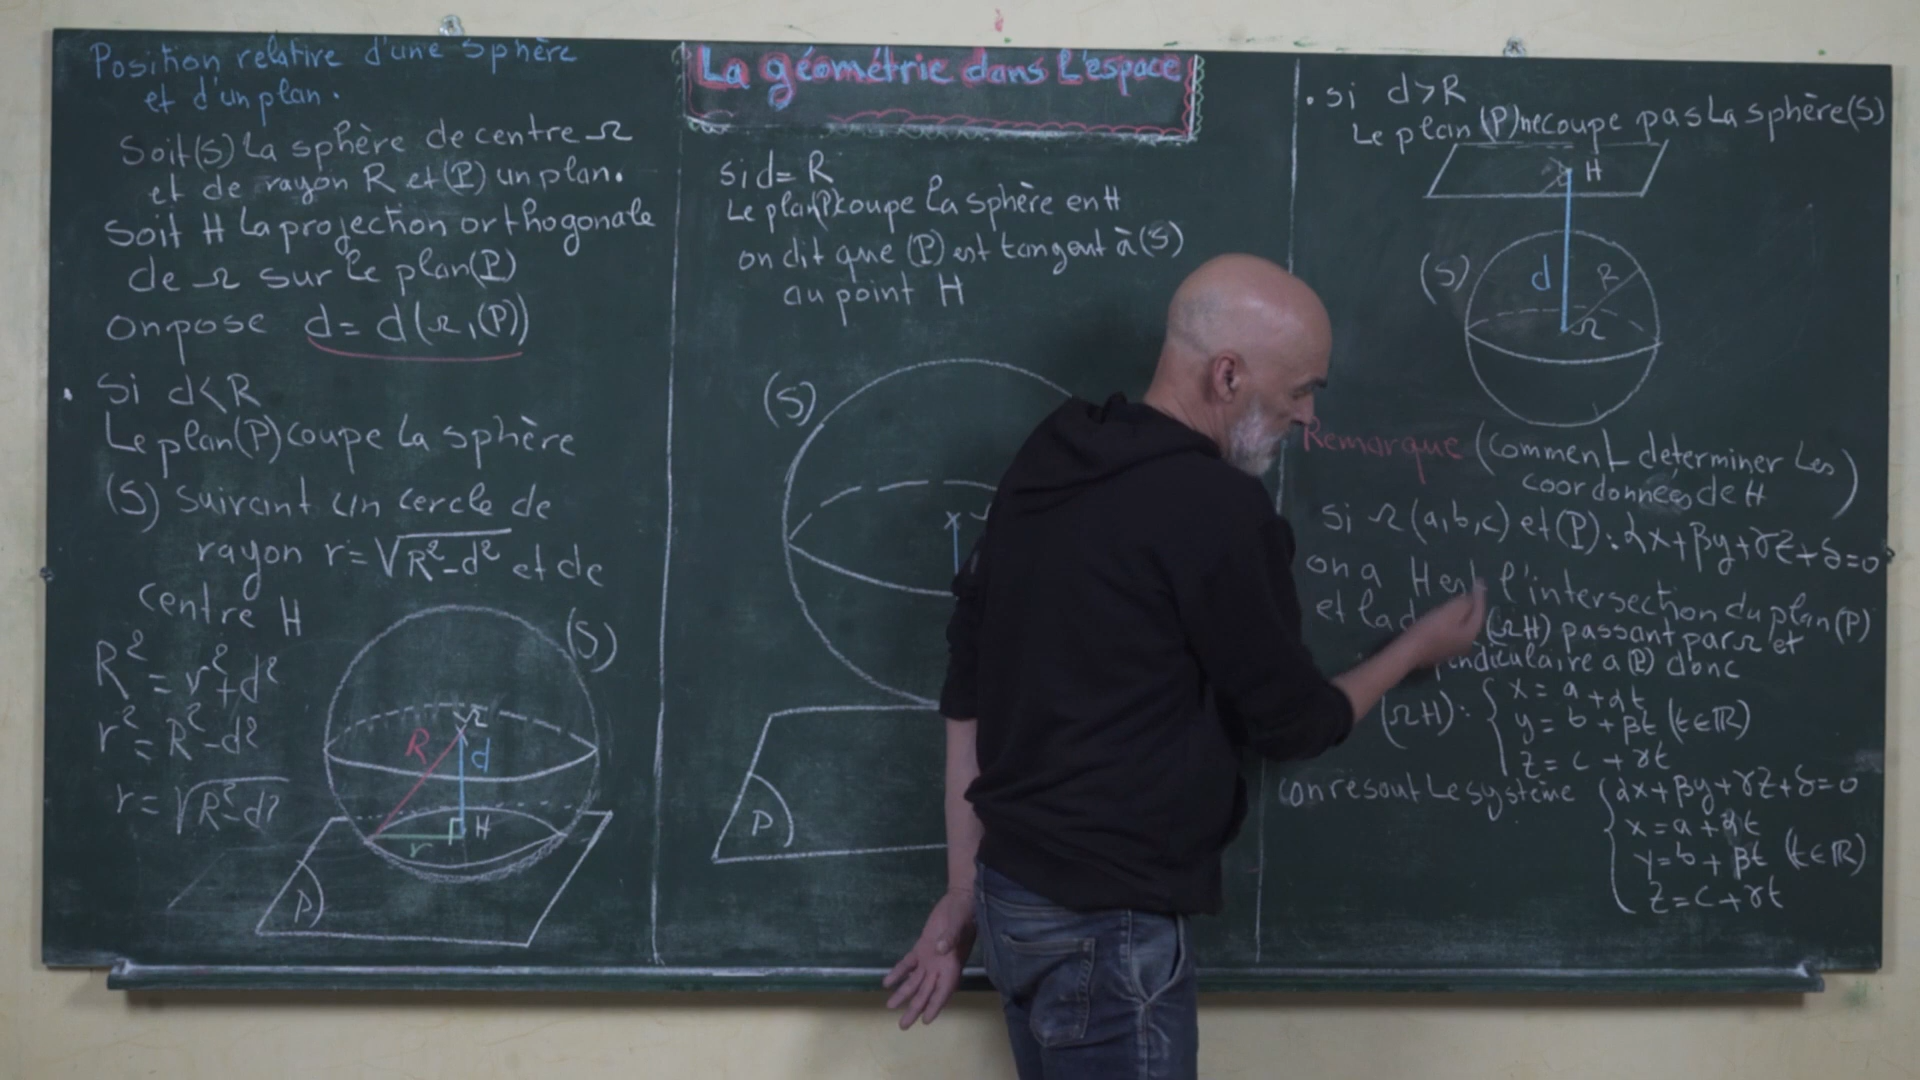 Position relative d'une sphère
et d'un plan.
Soit (S) La sphère de centre Ω
et de rayon R et (P) un plan.
Soit H La projection orthogonale
de Ω sur le plan (P)
on pose d = d(Ω,(P))
. Si d<R
Le plan (P) coupe la sphère
(S) suivant un cercle de
rayon r=√R²-d² et de
centre H
R² = r²+d²
r² = R²-d²
r = √R²-d²
(S)
Ω
R
d
H
r
P
La géométrie dans L'espace
si d= R
Le plan (P) coupe la sphère en H
on dit que (P) est tangent à (S)
au point H
(S)
P
. si d>R
Le plan (P) ne coupe pas La sphère (S)
H
(S)
d
R
Ω
Remarque (comment déterminer Les
coordonnées de H)
si Ω(a,b,c) et (P): αx+βy+γz+δ=0
on a H est l'intersection du plan (P)
et la (ΩH) passant par Ω et
a (P) donc
(ΩH): { x = a +αt
y = b + βt (t∈ℝ)
z = c + γt
on résout Le système { αx+βy+γz+δ=0
x=a+αt
y=b+ βt (t∈ℝ)
z=c+γt